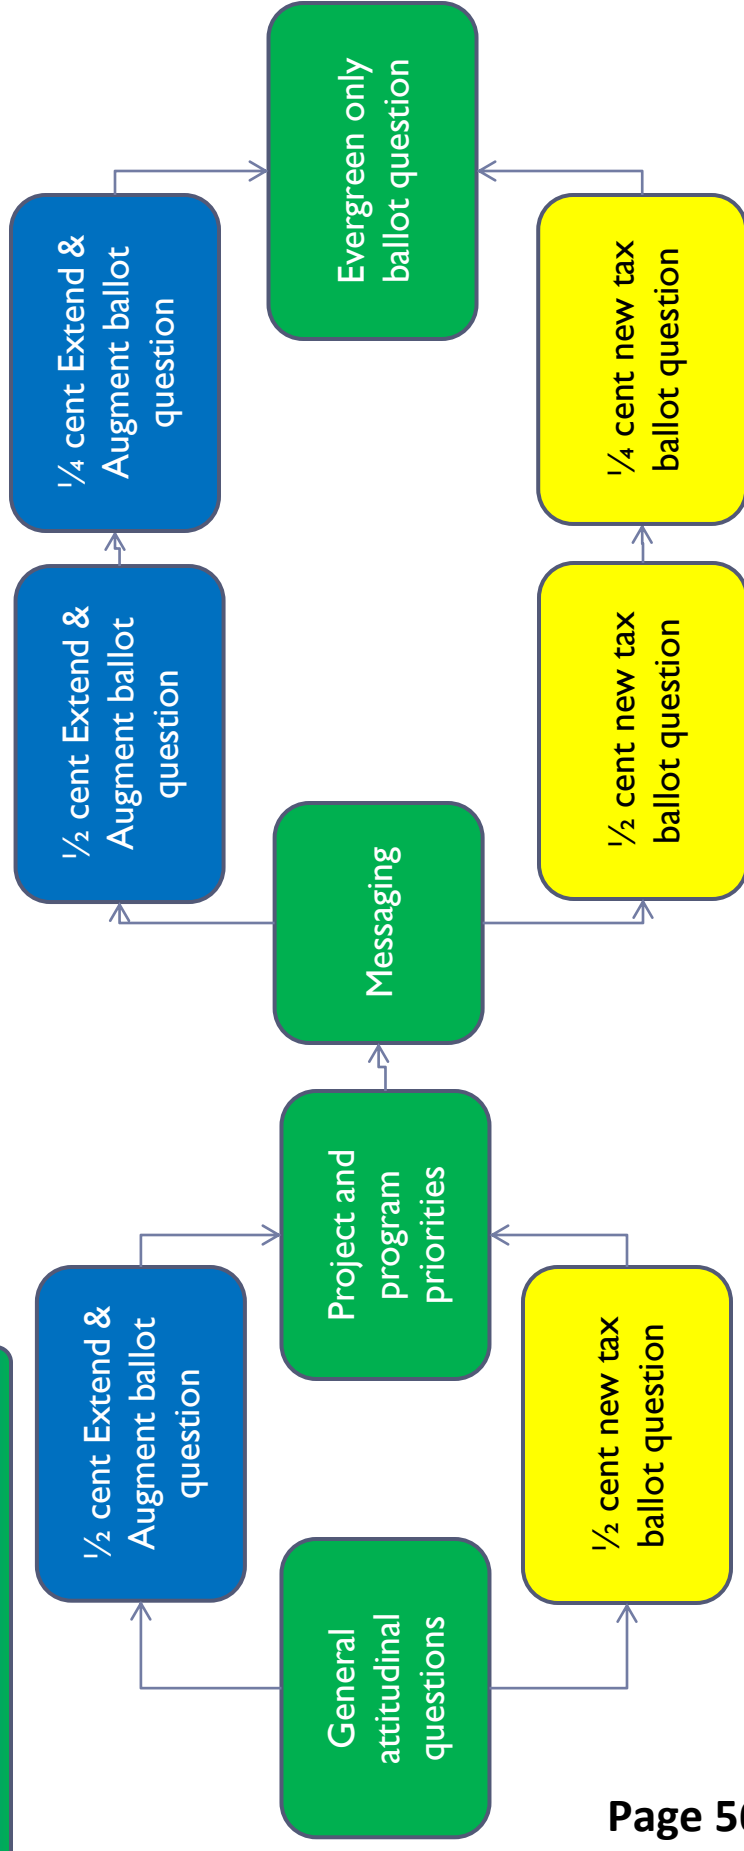 General
attitudinal
questions
½ cent Extend &
Augment ballot
question
½ cent new tax
ballot question
Project and
program
priorities
Messaging
½ cent Extend &
Augment ballot
question
½ cent new tax
ballot question
¼ cent Extend &
Augment ballot
question
¼ cent new tax
ballot question
Evergreen only
ballot question
Page